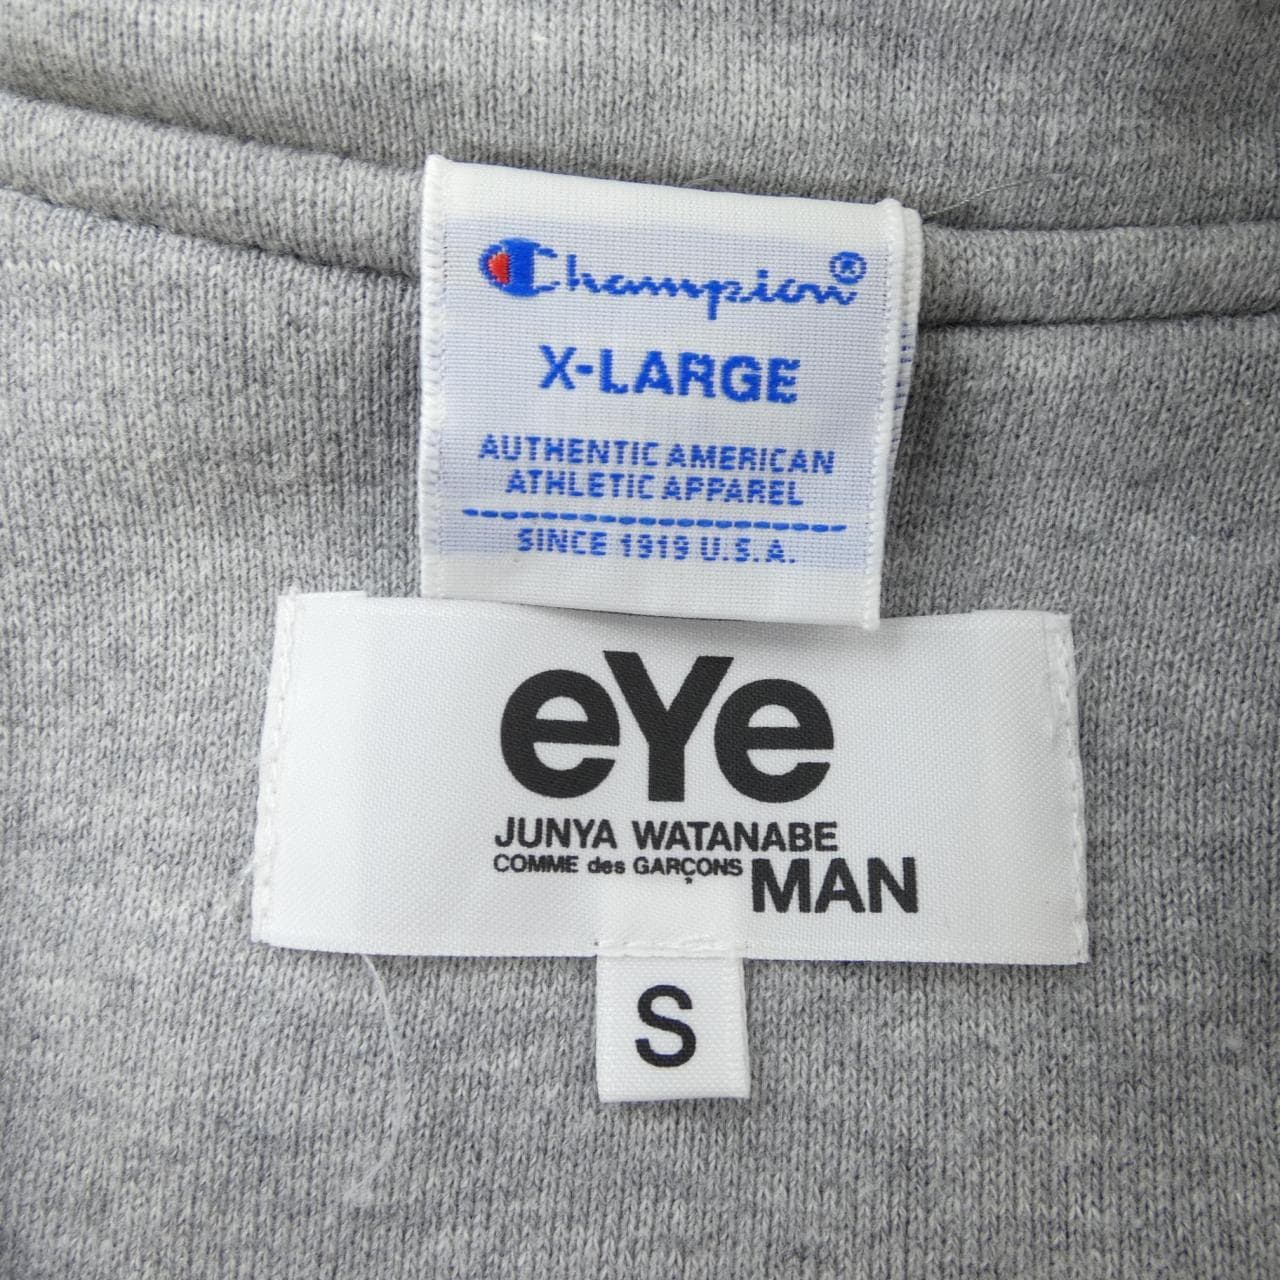 Champion®
X-LARGE
AUTHENTIC AMERICAN
ATHLETIC APPAREL
SINCE 1919 U.S.A.
eYe
JUNYA WATANABE
COMME des GARÇONS MAN
S